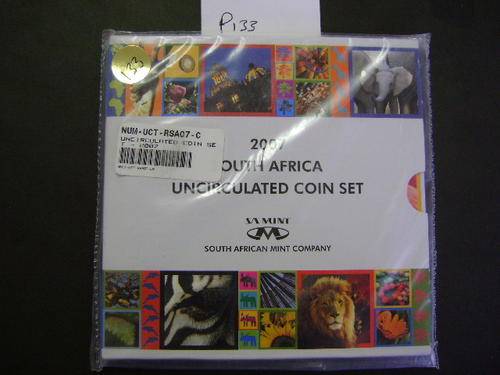 P133
33
NUM-UCT-RSA07-C
UNCIRCULATED COIN SE
2007
SOUTH AFRICA
UNCIRCULATED COIN SET
SA MINT
SOUTH AFRICAN MINT COMPANY